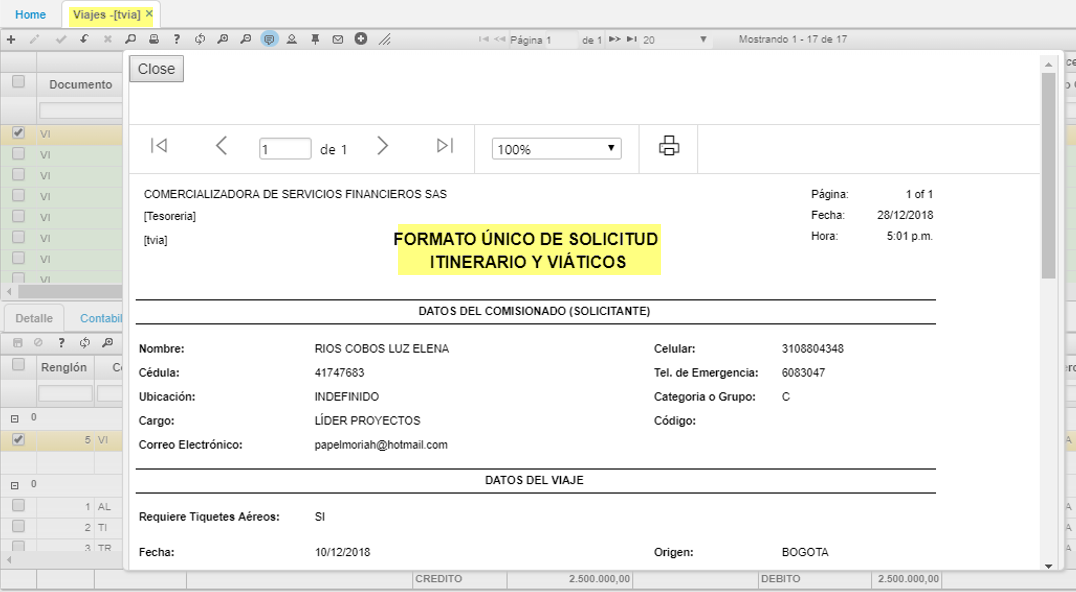 Home Viajes -[tvia] ×
Página 1 de 1 20 Mostrando 1 - 17 de 17
Close
Documento
VI
VI
VI
VI
VI
VI
VI
VI
1 de 1 100%
COMERCIALIZADORA DE SERVICIOS FINANCIEROS SAS Página: 1 of 1
[Tesoreria] Fecha: 28/12/2018
[tvia] Hora: 5:01 p.m.
FORMATO ÚNICO DE SOLICITUD
ITINERARIO Y VIÁTICOS
DATOS DEL COMISIONADO (SOLICITANTE)
Detalle Contabil
Nombre: RIOS COBOS LUZ ELENA Celular: 3108804348
Renglón
Cédula: 41747683 Tel. de Emergencia: 6083047
Ubicación: INDEFINIDO Categoria o Grupo: C
0
Cargo: LÍDER PROYECTOS Código:
5 VI
Correo Electrónico: papelmoriah@hotmail.com
0
DATOS DEL VIAJE
1 AL
Requiere Tiquetes Aéreos: SI
2 TI
3 TR
Fecha: 10/12/2018 Origen: BOGOTA
CREDITO 2.500.000,00 DEBITO 2.500.000,00